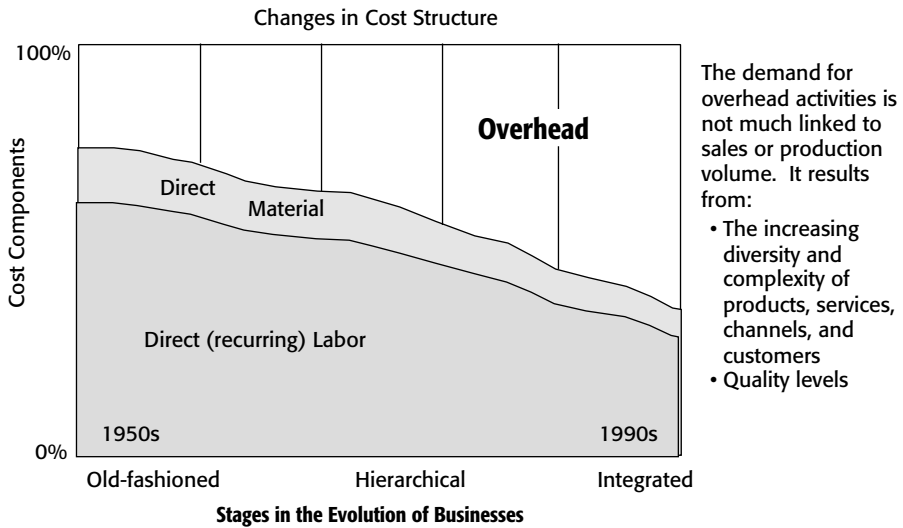 Changes in Cost Structure
100%
Cost Components
0%
Overhead
Direct
Material
Direct (recurring) Labor
1950s
1990s
Old-fashioned
Hierarchical
Integrated
Stages in the Evolution of Businesses
The demand for
overhead activities is
not much linked to
sales or production
volume. It results
from:
• The increasing
diversity and
complexity of
products, services,
channels, and
customers
• Quality levels